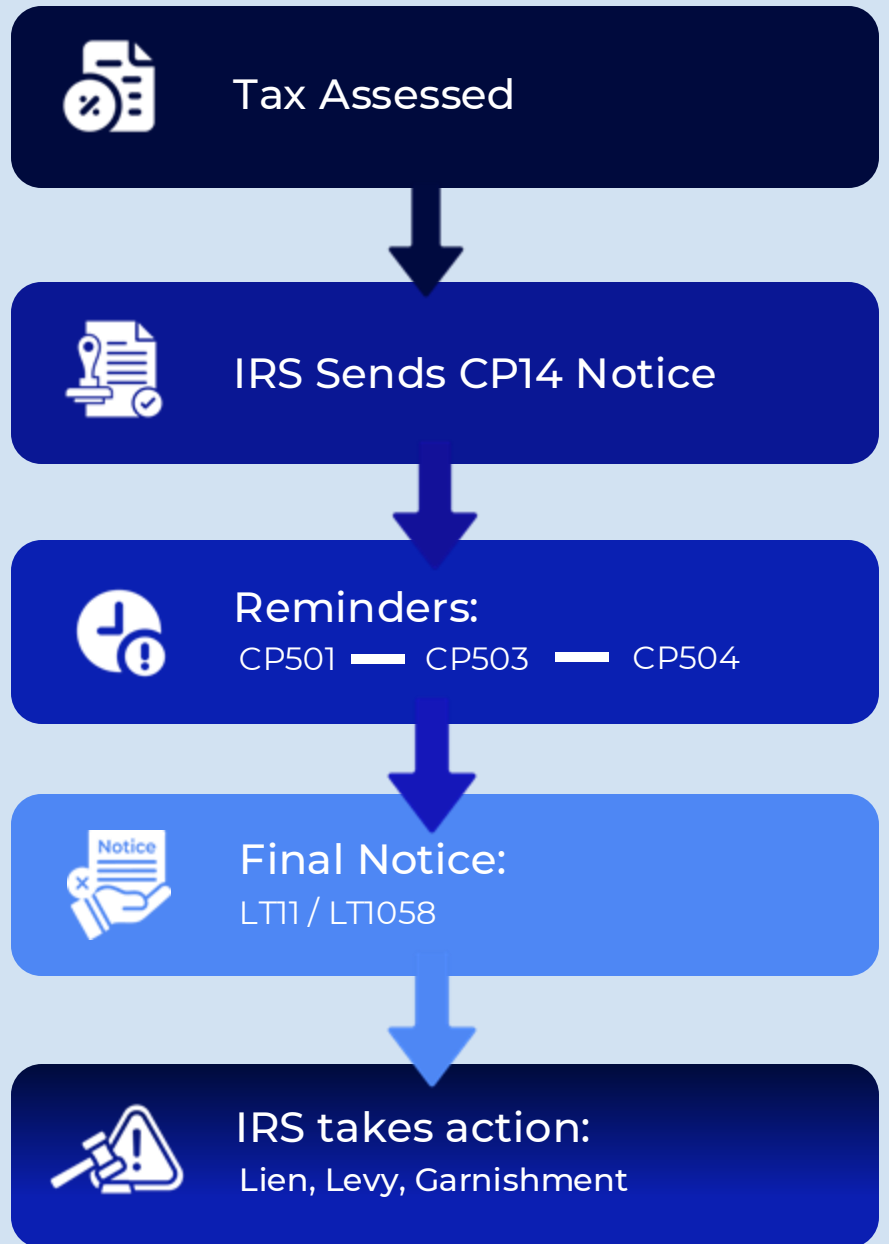 Tax Assessed
IRS Sends CP14 Notice
Reminders:
CP501 — CP503 — CP504
Notice
Final Notice:
LT11 / LT1058
IRS takes action:
Lien, Levy, Garnishment